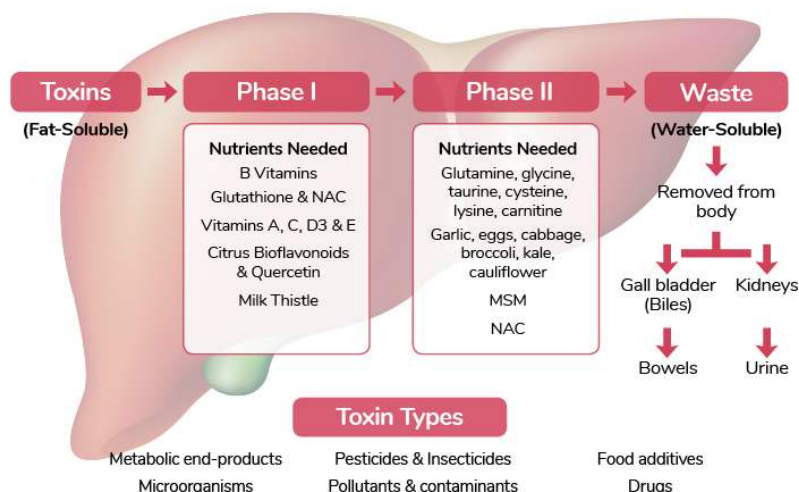 Toxins
(Fat-Soluble)
Phase I
Nutrients Needed
B Vitamins
Glutathione & NAC
Vitamins A, C, D3 & E
Citrus Bioflavonoids
& Quercetin
Milk Thistle
Phase II
Nutrients Needed
Glutamine, glycine,
taurine, cysteine,
lysine, carnitine
Garlic, eggs, cabbage,
broccoli, kale,
cauliflower
MSM
NAC
Waste
(Water-Soluble)
Removed from
body
Gall bladder
(Biles)
Kidneys
Bowels
Urine
Toxin Types
Metabolic end-products
Pesticides & Insecticides
Food additives
Microorganisms
Pollutants & contaminants
Drugs